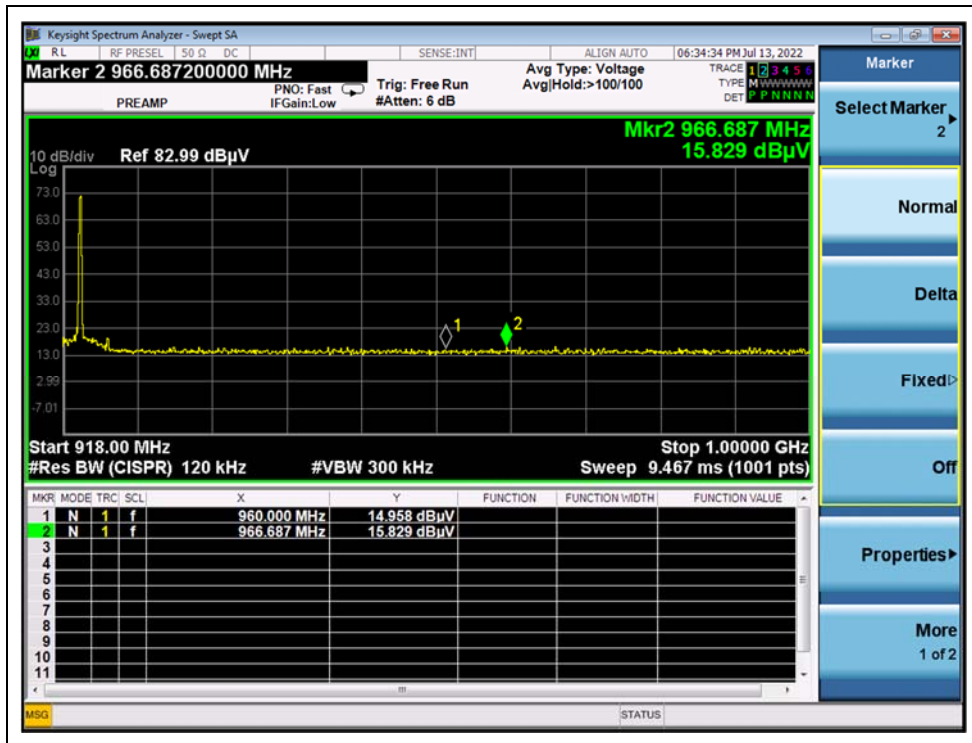 Keysight Spectrum Analyzer - Swept SA
LXI RL RF PRESEL 50 Ω DC SENSE:INT ALIGN AUTO 06:34:34 PM Jul 13, 2022
Marker 2 966.687200000 MHz
PREAMP
PNO: Fast
IFGain:Low
Trig: Free Run
#Atten: 6 dB
Avg Type: Voltage
Avg|Hold:>100/100
TRACE 1 2 3 4 5 6
TYPE M WWWWW
DET P P N N N N
Mkr2 966.687 MHz
15.829 dBµV
10 dB/div Ref 82.99 dBµV
Log
73.0
63.0
53.0
43.0
33.0
23.0
13.0
2.99
-7.01
1
2
Start 918.00 MHz Stop 1.00000 GHz
#Res BW (CISPR) 120 kHz #VBW 300 kHz Sweep 9.467 ms (1001 pts)
MKR MODE TRC SCL X Y FUNCTION FUNCTION WIDTH FUNCTION VALUE
1 N 1 f 960.000 MHz 14.958 dBµV
2 N 1 f 966.687 MHz 15.829 dBµV
3
4
5
6
7
8
9
10
11
MSG STATUS
Marker
Select Marker
2
Normal
Delta
Fixed
Off
Properties
More
1 of 2